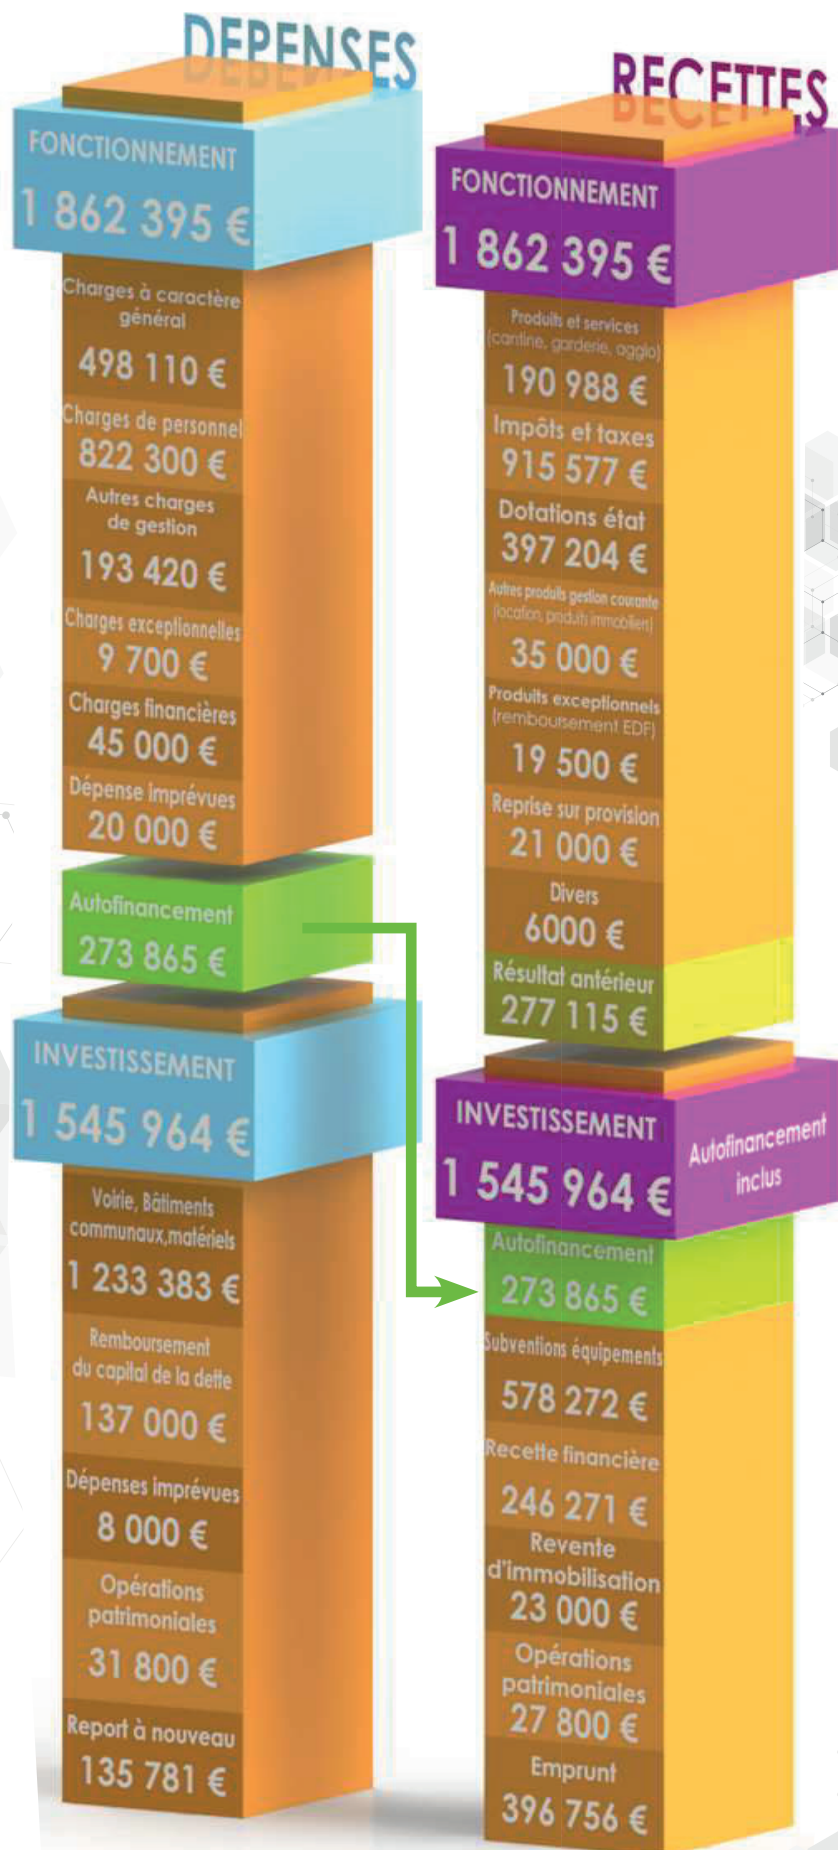 DEPENSES
FONCTIONNEMENT
1 862 395 €
Charges à caractère
général
498 110 €
Charges de personnel
822 300 €
Autres charges
de gestion
193 420 €
Charges exceptionnelles
9 700 €
Charges financières
45 000 €
Dépense imprévues
20 000 €
Autofinancement
273 865 €
INVESTISSEMENT
1 545 964 €
Voirie, Bâtiments
communaux,matériels
1 233 383 €
Remboursement
du capital de la dette
137 000 €
Dépenses imprévues
8 000 €
Opérations
patrimoniales
31 800 €
Report à nouveau
135 781 €
RECETTES
FONCTIONNEMENT
1 862 395 €
Produits et services
(cantine, garderie, agglo)
190 988 €
Impôts et taxes
915 577 €
Dotations état
397 204 €
Autres produits gestion courante
(location, produits immobiliers)
35 000 €
Produits exceptionnels
(remboursement EDF)
19 500 €
Reprise sur provision
21 000 €
Divers
6000 €
Résultat antérieur
277 115 €
INVESTISSEMENT
1 545 964 €
Autofinancement
inclus
Autofinancement
273 865 €
Subventions équipements
578 272 €
Recette financière
246 271 €
Revente
d'immobilisation
23 000 €
Opérations
patrimoniales
27 800 €
Emprunt
396 756 €